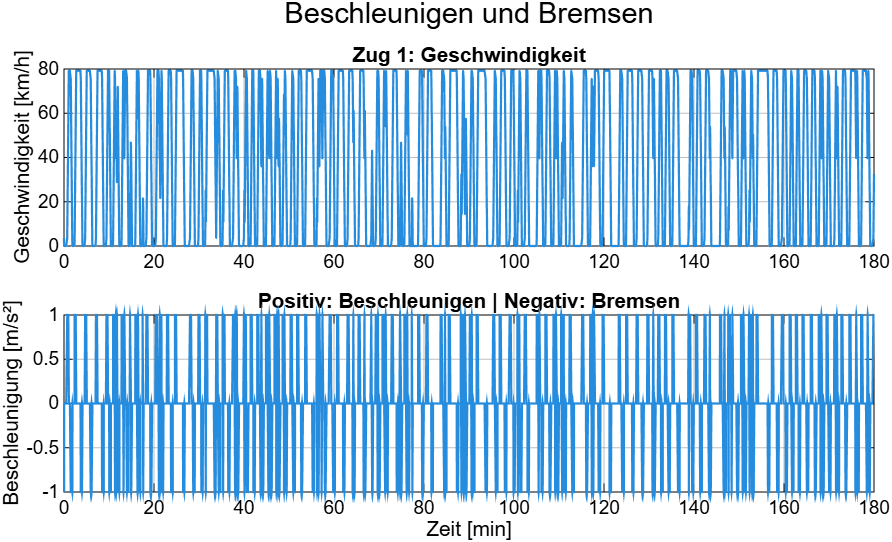 Beschleunigen und Bremsen
Zug 1: Geschwindigkeit
Geschwindigkeit [km/h]
80
60
40
20
0
0 20 40 60 80 100 120 140 160 180
Positiv: Beschleunigen | Negativ: Bremsen
Beschleunigung [m/s²]
1
0.5
0
-0.5
-1
0 20 40 60 80 100 120 140 160 180
Zeit [min]